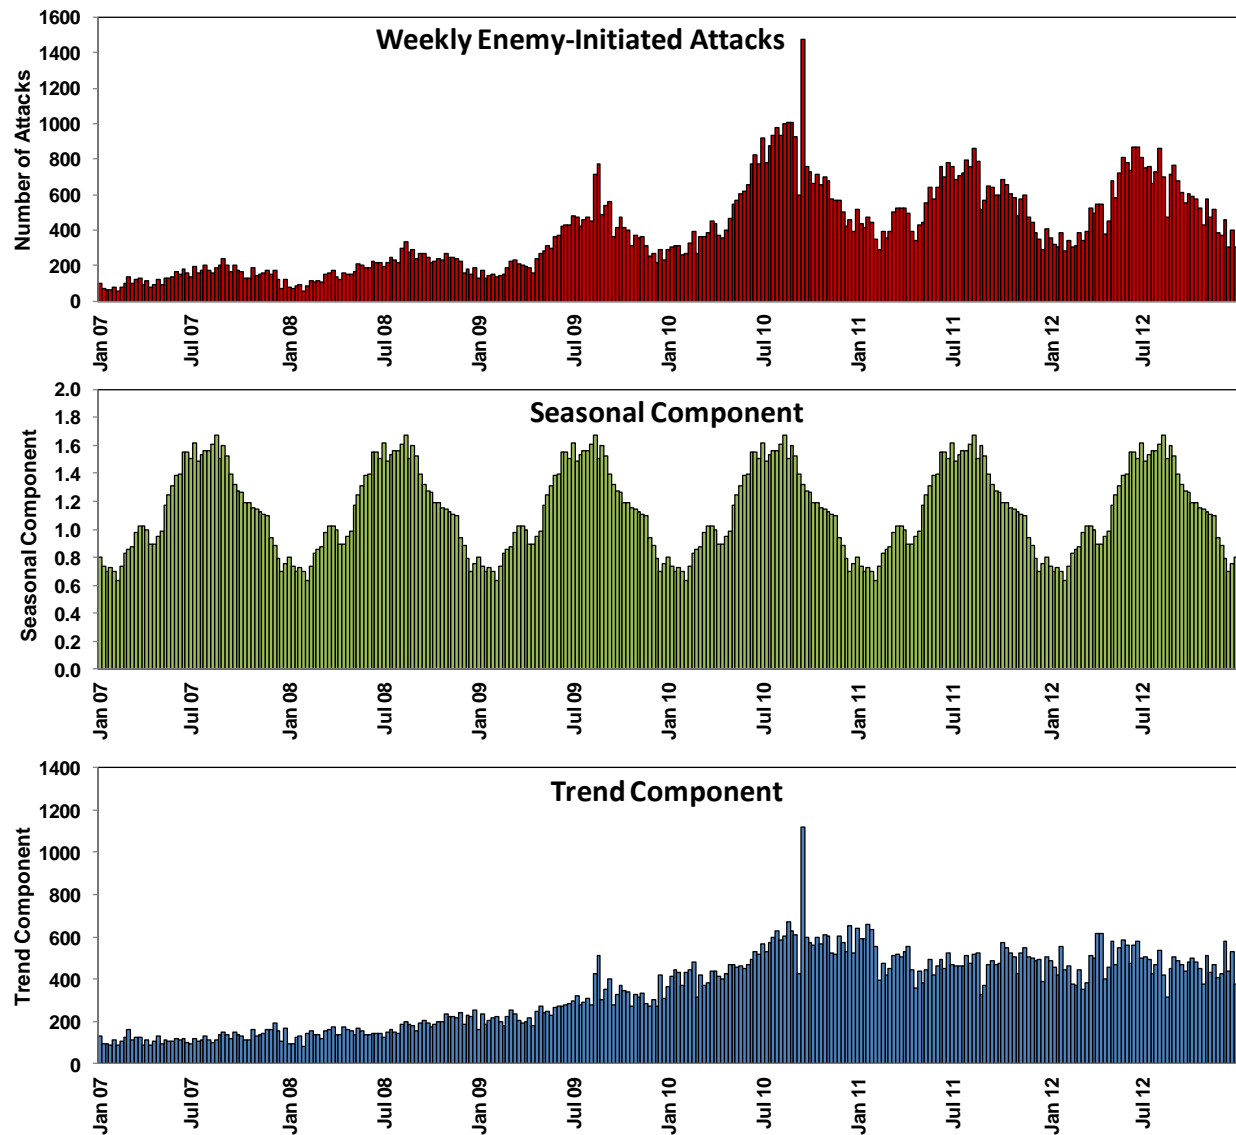 Weekly Enemy-Initiated Attacks
Number of Attacks
1600
1400
1200
1000
800
600
400
200
0
Jan 07
Jul 07
Jan 08
Jul 08
Jan 09
Jul 09
Jan 10
Jul 10
Jan 11
Jul 11
Jan 12
Jul 12
Seasonal Component
Seasonal Component
2.0
1.8
1.6
1.4
1.2
1.0
0.8
0.6
0.4
0.2
0.0
Jan 07
Jul 07
Jan 08
Jul 08
Jan 09
Jul 09
Jan 10
Jul 10
Jan 11
Jul 11
Jan 12
Jul 12
Trend Component
Trend Component
1400
1200
1000
800
600
400
200
0
Jan 07
Jul 07
Jan 08
Jul 08
Jan 09
Jul 09
Jan 10
Jul 10
Jan 11
Jul 11
Jan 12
Jul 12